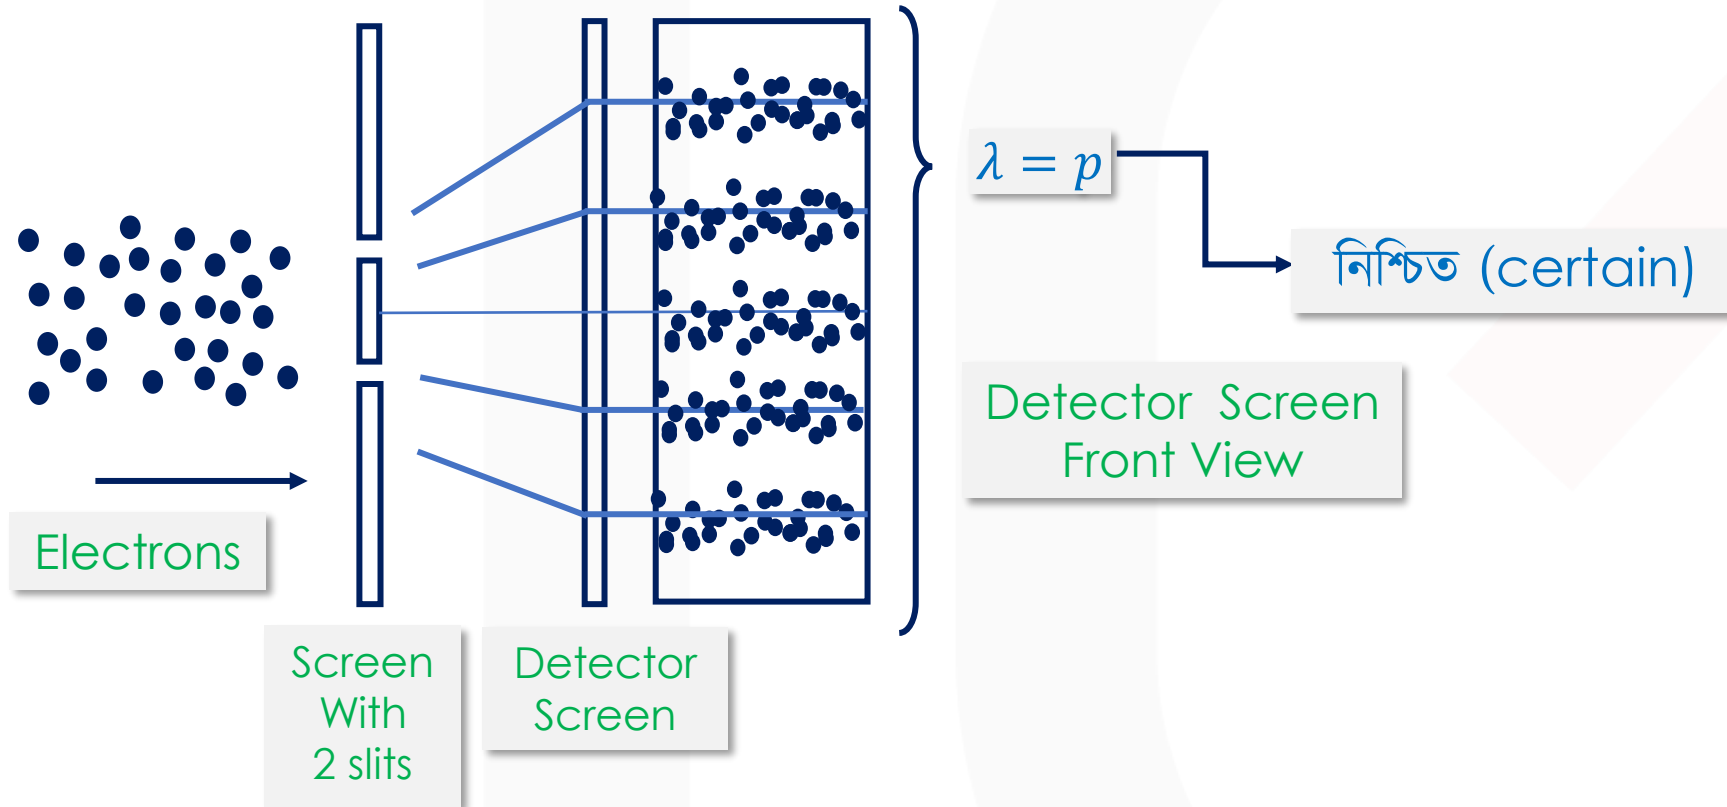 λ = p
নিশ্চিত (certain)
Detector Screen
Front View
Electrons
Screen
With
2 slits
Detector
Screen